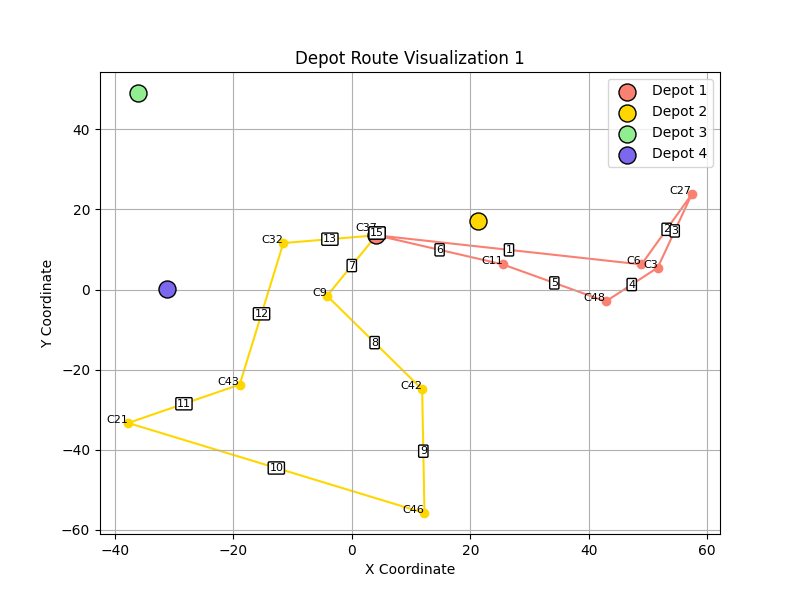 Depot Route Visualization 1
Depot 1
Depot 2
Depot 3
Depot 4
Y Coordinate
40
20
0
−20
−40
−60
C27
C37
15
C32
13
2
3
6
1
C6
C3
C11
7
5
4
C9
C48
12
8
C43
C42
11
C21
9
10
C46
−40
−20
0
20
40
60
X Coordinate